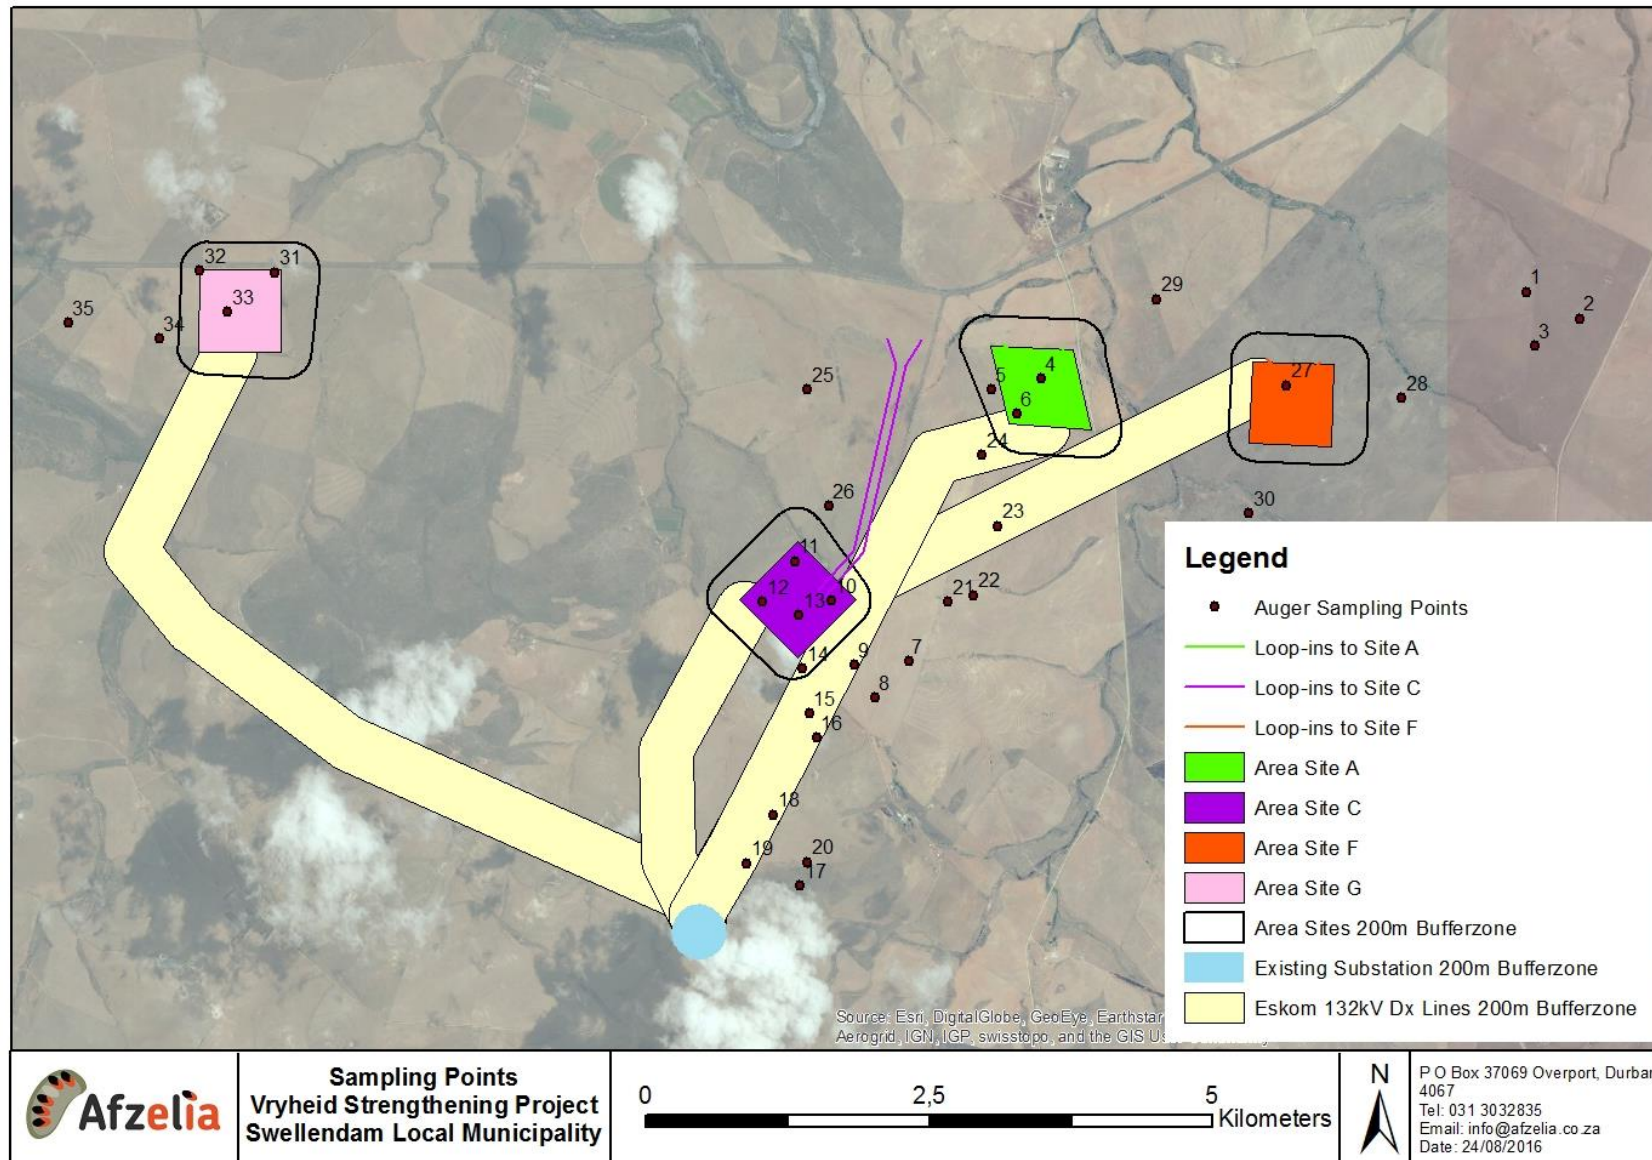 32
31
33
35
34
29
1
2
3
4
5
6
27
28
25
24
26
23
30
11
12
10
13
21
22
14
9
7
8
15
16
18
19
20
17
Legend
Auger Sampling Points
Loop-ins to Site A
Loop-ins to Site C
Loop-ins to Site F
Area Site A
Area Site C
Area Site F
Area Site G
Area Sites 200m Bufferzone
Existing Substation 200m Bufferzone
Eskom 132kV Dx Lines 200m Bufferzone
Source: Esri, DigitalGlobe, GeoEye, Earthstar
Aerogrid, IGN, IGP, swisstopo, and the GIS
Afzelia
Sampling Points
Vryheid Strengthening Project
Swellendam Local Municipality
0 2,5 5
Kilometers
N
P O Box 37069 Overport, Durban
4067
Tel: 031 3032835
Email: info@afzelia.co.za
Date: 24/08/2016